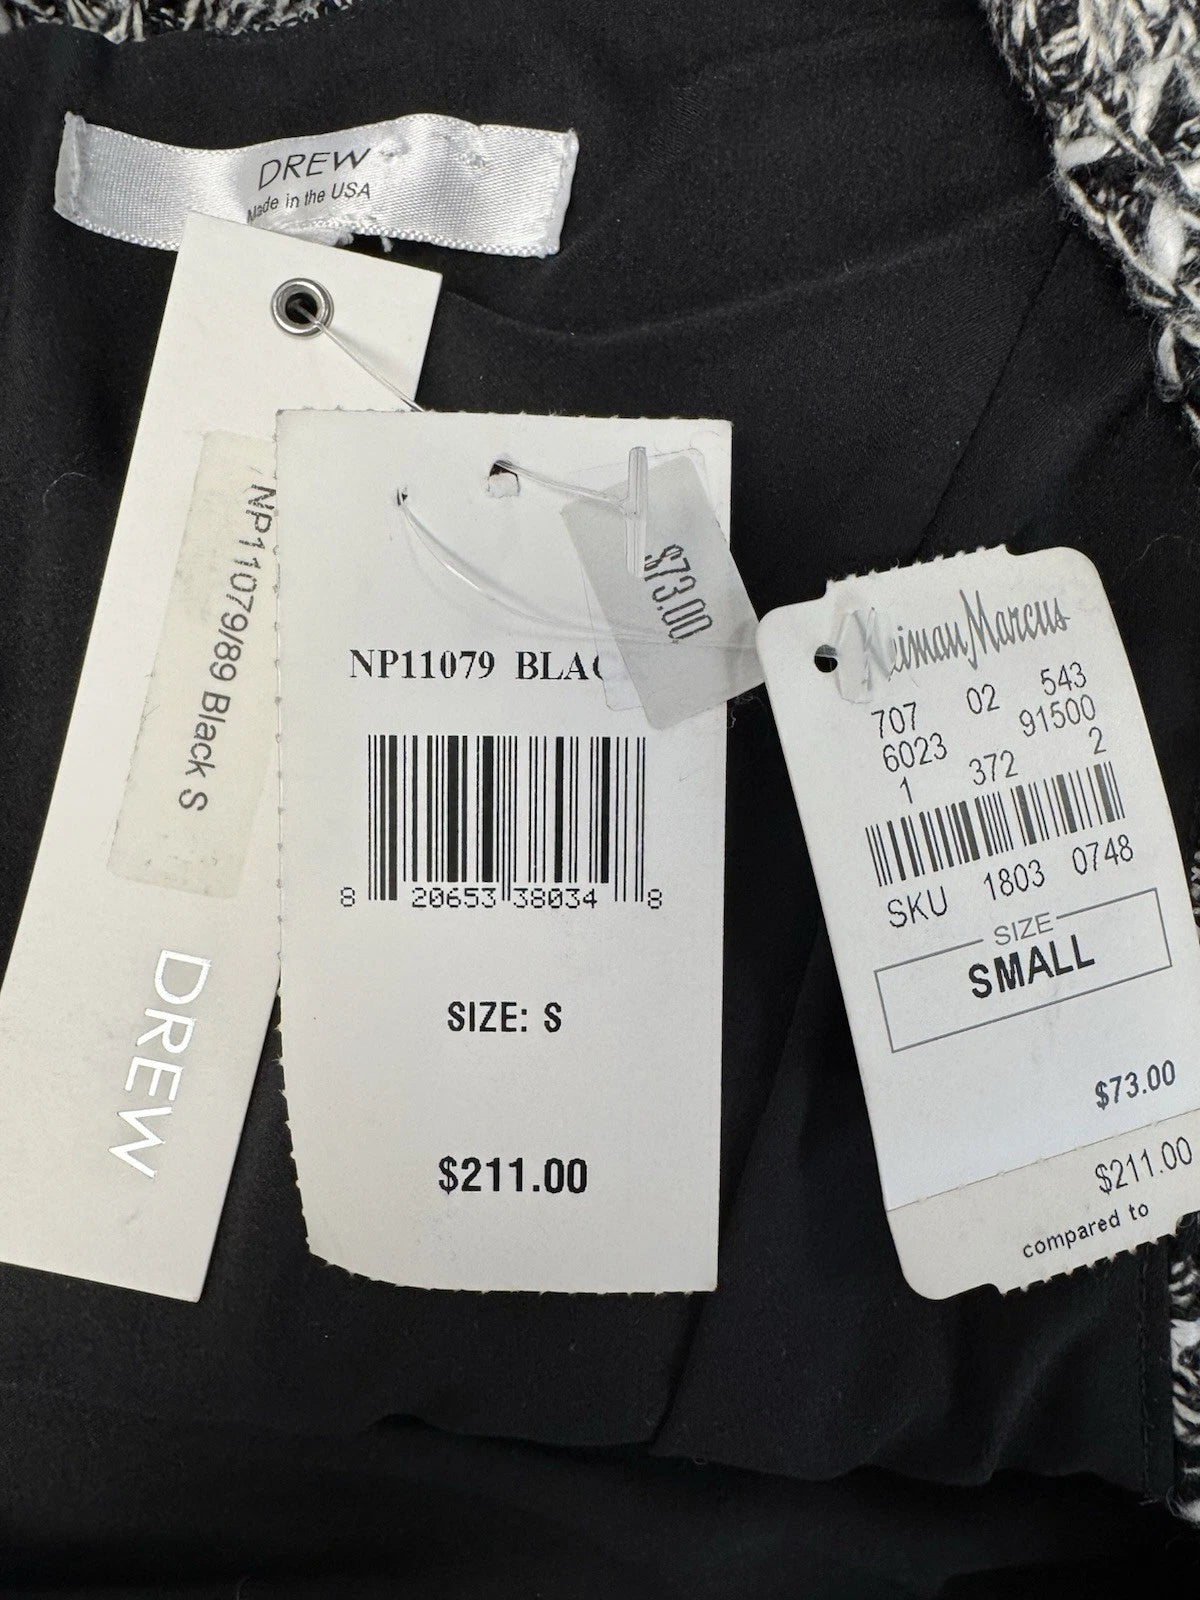 DREW
Made in the USA
NP11079/89 Black S
DREW
$73.00
NP11079
8 20653 38034 8
SIZE: S
$211.00
Neiman Marcus
707 02 543
6023 91500
1 372 2
SKU 1803 0748
SIZE
SMALL
$73.00
$211.00
compared to